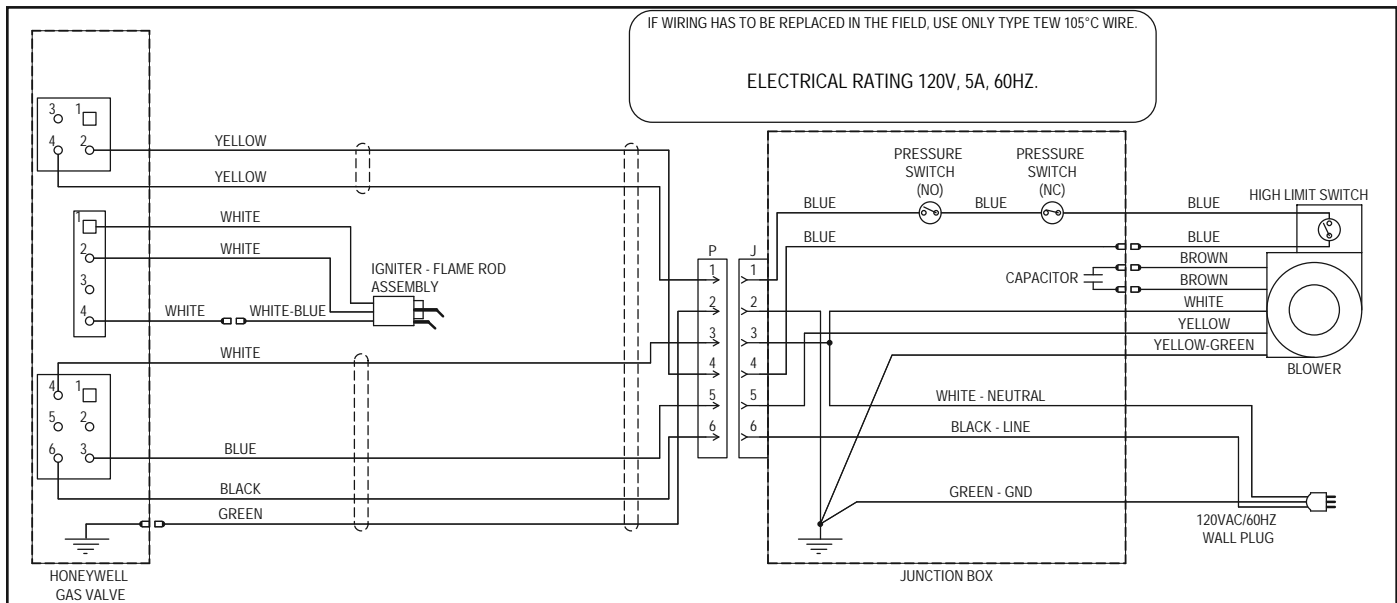 IF WIRING HAS TO BE REPLACED IN THE FIELD, USE ONLY TYPE TEW 105°C WIRE.
ELECTRICAL RATING 120V, 5A, 60HZ.
3 1
4 2
YELLOW
YELLOW
1
2
3
4
WHITE
WHITE
IGNITER - FLAME ROD
ASSEMBLY
WHITE
WHITE-BLUE
WHITE
4 1
5 2
6 3
BLUE
BLACK
GREEN
HONEYWELL
GAS VALVE
P J
1 1
2 2
3 3
4 4
5 5
6 6
PRESSURE
SWITCH
(NO)
PRESSURE
SWITCH
(NC)
BLUE
BLUE
BLUE
HIGH LIMIT SWITCH
BLUE
BLUE
CAPACITOR
BROWN
BROWN
WHITE
YELLOW
YELLOW-GREEN
BLOWER
WHITE - NEUTRAL
BLACK - LINE
GREEN - GND
120VAC/60HZ
WALL PLUG
JUNCTION BOX